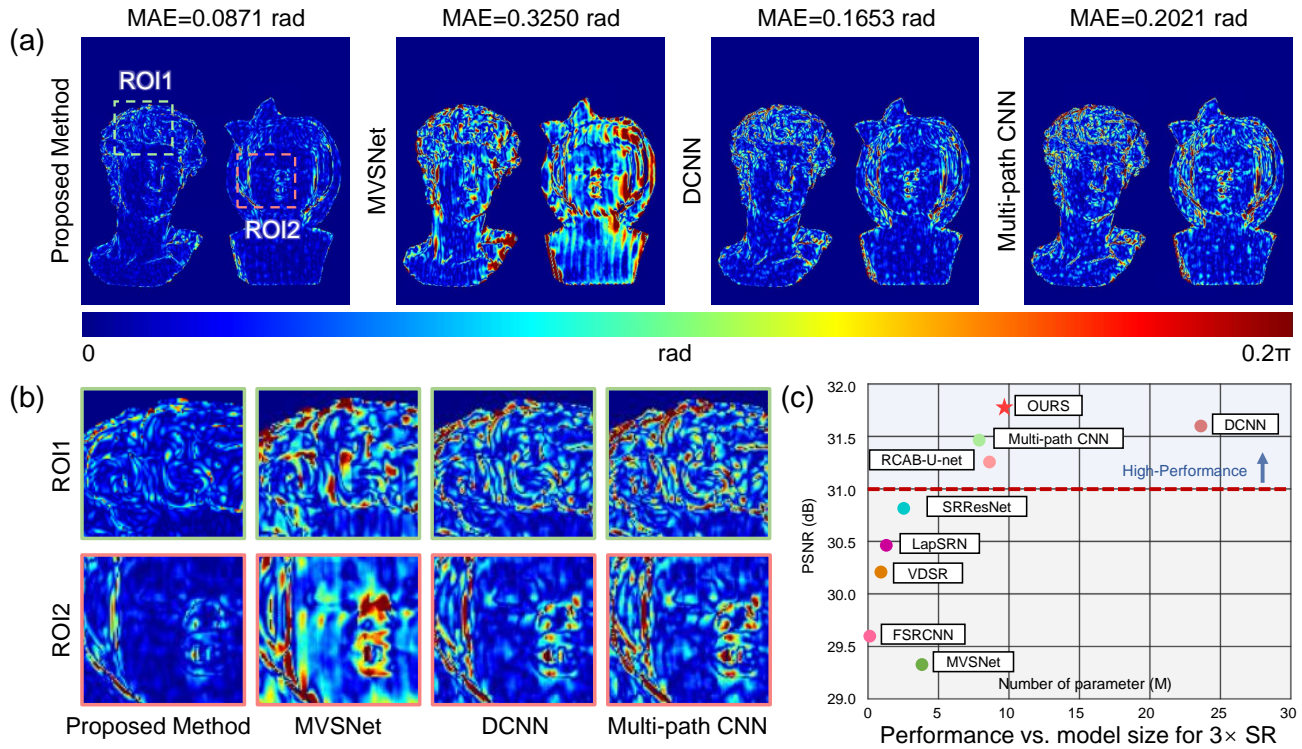 MAE=0.0871 rad
MAE=0.3250 rad
MAE=0.1653 rad
MAE=0.2021 rad
(a)
Proposed Method
ROI1
ROI2
MVSNet
DCNN
Multi-path CNN
0
rad
0.2π
(b)
ROI1
ROI2
Proposed Method
MVSNet
DCNN
Multi-path CNN
(c)
PSNR (dB)
32.0
31.5
31.0
30.5
30.0
29.5
29.0
OURS
DCNN
Multi-path CNN
RCAB-U-net
High-Performance
SRResNet
LapSRN
VDSR
FSRCNN
MVSNet
Number of parameter (M)
0
5
10
15
20
25
30
Performance vs. model size for 3× SR